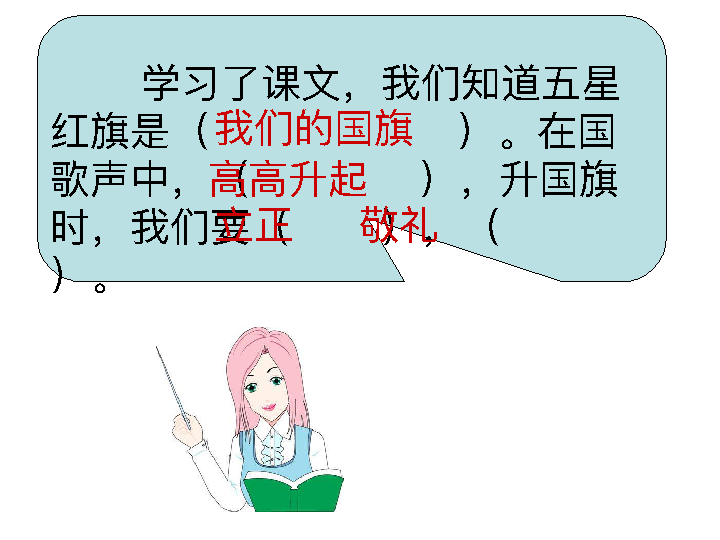 学习了课文，我们知道五星
红旗是（我们的国旗　）。在国
歌声中，（高高升起　），升国旗
时，我们要（立正　），（敬礼
）。